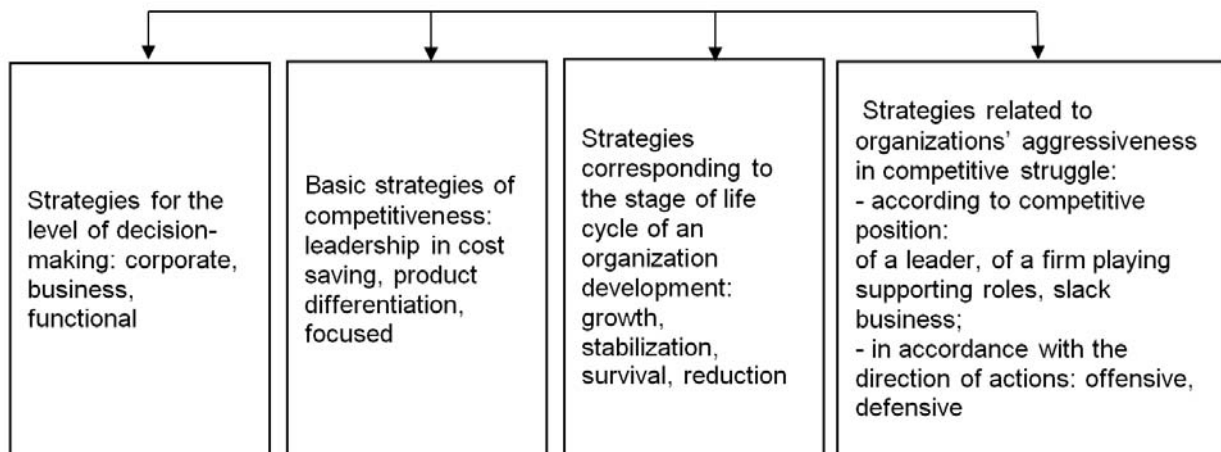 Strategies for the
level of decision-
making: corporate,
business,
functional
Basic strategies of
competitiveness:
leadership in cost
saving, product
differentiation,
focused
Strategies
corresponding to
the stage of life
cycle of an
organization
development:
growth,
stabilization,
survival, reduction
Strategies related to
organizations’ aggressiveness
in competitive struggle:
- according to competitive
position:
of a leader, of a firm playing
supporting roles, slack
business;
- in accordance with the
direction of actions: offensive,
defensive